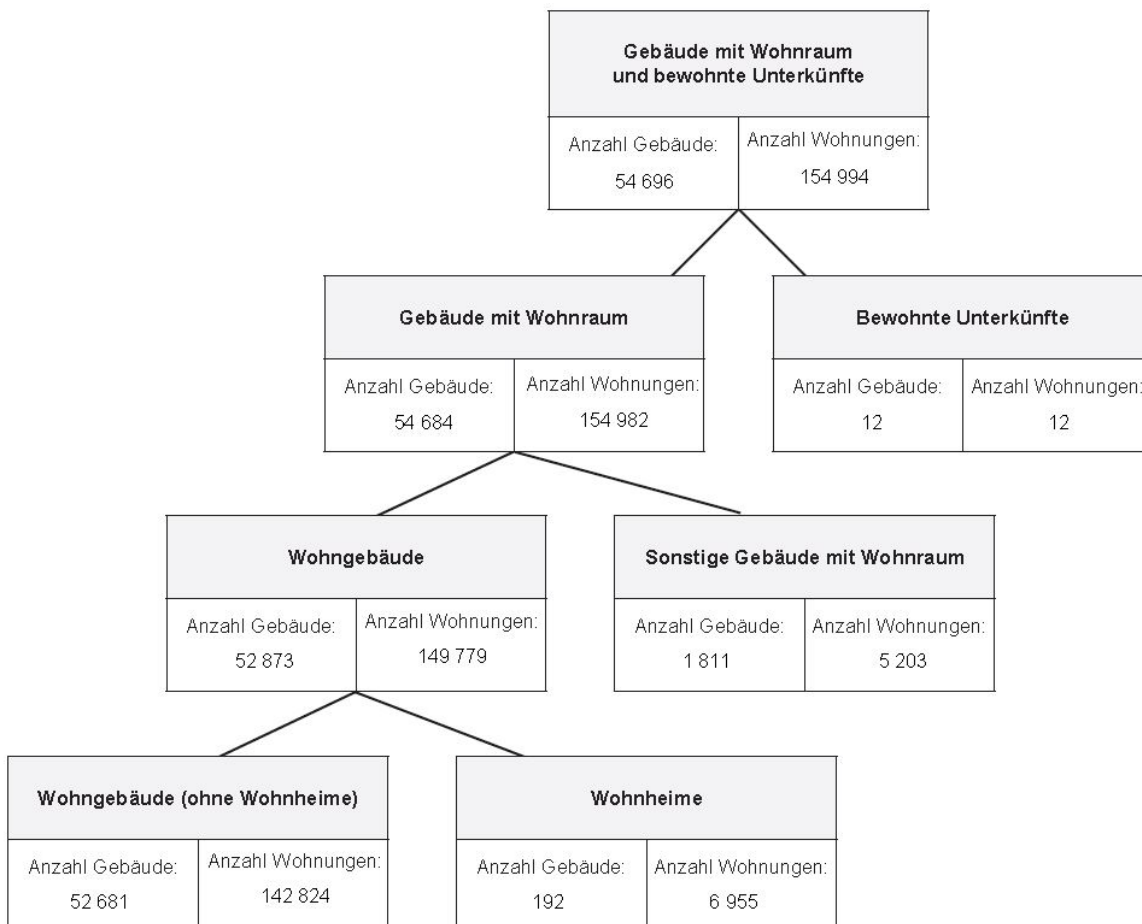 Gebäude mit Wohnraum
und bewohnte Unterkünfte
Anzahl Gebäude:
54 696
Anzahl Wohnungen:
154 994
Gebäude mit Wohnraum
Anzahl Gebäude:
54 684
Anzahl Wohnungen:
154 982
Bewohnte Unterkünfte
Anzahl Gebäude:
12
Anzahl Wohnungen:
12
Wohngebäude
Anzahl Gebäude:
52 873
Anzahl Wohnungen:
149 779
Sonstige Gebäude mit Wohnraum
Anzahl Gebäude:
1 811
Anzahl Wohnungen:
5 203
Wohngebäude (ohne Wohnheime)
Anzahl Gebäude:
52 681
Anzahl Wohnungen:
142 824
Wohnheime
Anzahl Gebäude:
192
Anzahl Wohnungen:
6 955